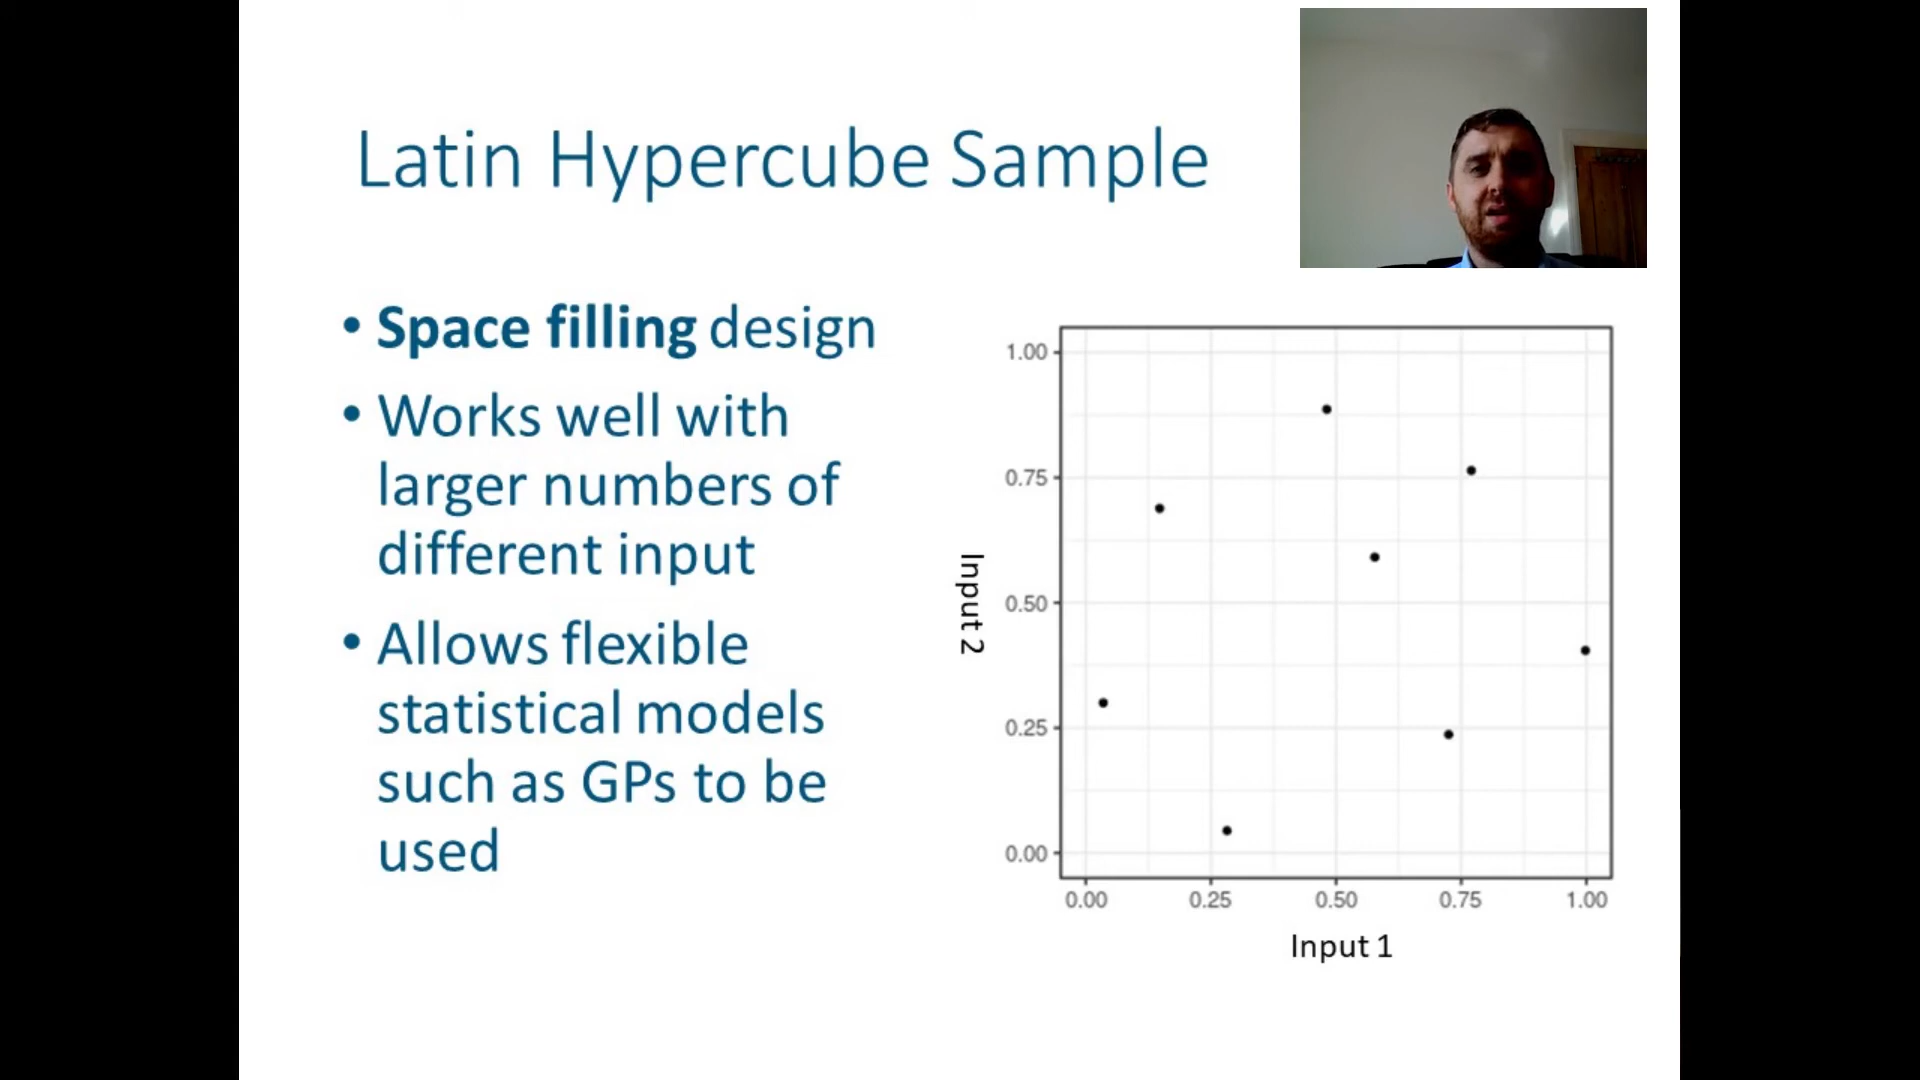 Latin Hypercube Sample
• Space filling design
• Works well with
larger numbers of
different input
• Allows flexible
statistical models
such as GPs to be
used
1.00
0.75
0.50
0.25
0.00
Input 2
0.00 0.25 0.50 0.75 1.00
Input 1